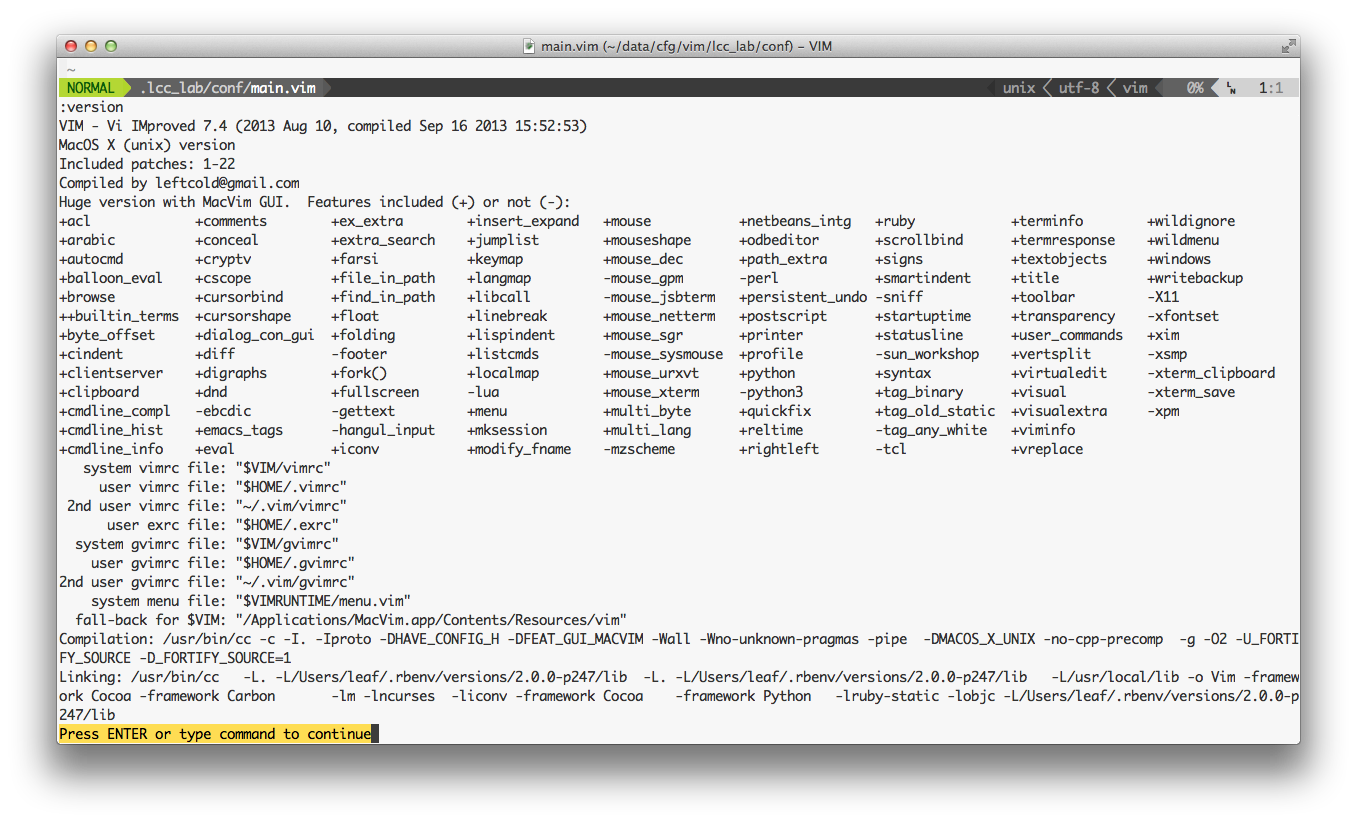 main.vim (~/data/cfg/vim/lcc_lab/conf) – VIM
~
NORMAL .lcc_lab/conf/main.vim unix utf-8 vim 0% LN 1:1
:version
VIM - Vi IMproved 7.4 (2013 Aug 10, compiled Sep 16 2013 15:52:53)
MacOS X (unix) version
Included patches: 1-22
Compiled by leftcold@gmail.com
Huge version with MacVim GUI.  Features included (+) or not (-):
+acl +comments +ex_extra +insert_expand +mouse +netbeans_intg +ruby +terminfo +wildignore
+arabic +conceal +extra_search +jumplist +mouseshape +odbeditor +scrollbind +termresponse +wildmenu
+autocmd +cryptv +farsi +keymap +mouse_dec +path_extra +signs +textobjects +windows
+balloon_eval +cscope +file_in_path +langmap -mouse_gpm -perl +smartindent +title +writebackup
+browse +cursorbind +find_in_path +libcall -mouse_jsbterm +persistent_undo -sniff +toolbar -X11
++builtin_terms +cursorshape +float +linebreak +mouse_netterm +postscript +startuptime +transparency -xfontset
+byte_offset +dialog_con_gui +folding +lispindent +mouse_sgr +printer +statusline +user_commands +xim
+cindent +diff -footer +listcmds -mouse_sysmouse +profile -sun_workshop +vertsplit -xsmp
+clientserver +digraphs +fork() +localmap +mouse_urxvt +python +syntax +virtualedit -xterm_clipboard
+clipboard +dnd +fullscreen -lua +mouse_xterm -python3 +tag_binary +visual -xterm_save
+cmdline_compl -ebcdic -gettext +menu +multi_byte +quickfix +tag_old_static +visualextra -xpm
+cmdline_hist +emacs_tags -hangul_input +mksession +multi_lang +reltime -tag_any_white +viminfo
+cmdline_info +eval +iconv +modify_fname -mzscheme +rightleft -tcl +vreplace
system vimrc file: "$VIM/vimrc"
user vimrc file: "$HOME/.vimrc"
2nd user vimrc file: "~/.vim/vimrc"
user exrc file: "$HOME/.exrc"
system gvimrc file: "$VIM/gvimrc"
user gvimrc file: "$HOME/.gvimrc"
2nd user gvimrc file: "~/.vim/gvimrc"
system menu file: "$VIMRUNTIME/menu.vim"
fall-back for $VIM: "/Applications/MacVim.app/Contents/Resources/vim"
Compilation: /usr/bin/cc -c -I. -Iproto -DHAVE_CONFIG_H -DFEAT_GUI_MACVIM -Wall -Wno-unknown-pragmas -pipe  -DMACOS_X_UNIX -no-cpp-precomp  -g -O2 -U_FORTI
FY_SOURCE -D_FORTIFY_SOURCE=1
Linking: /usr/bin/cc   -L. -L/Users/leaf/.rbenv/versions/2.0.0-p247/lib  -L. -L/Users/leaf/.rbenv/versions/2.0.0-p247/lib   -L/usr/local/lib -o Vim -framew
ork Cocoa -framework Carbon       -lm -lncurses  -liconv -framework Cocoa    -framework Python   -lruby-static -lobjc -L/Users/leaf/.rbenv/versions/2.0.0-p
247/lib
Press ENTER or type command to continue